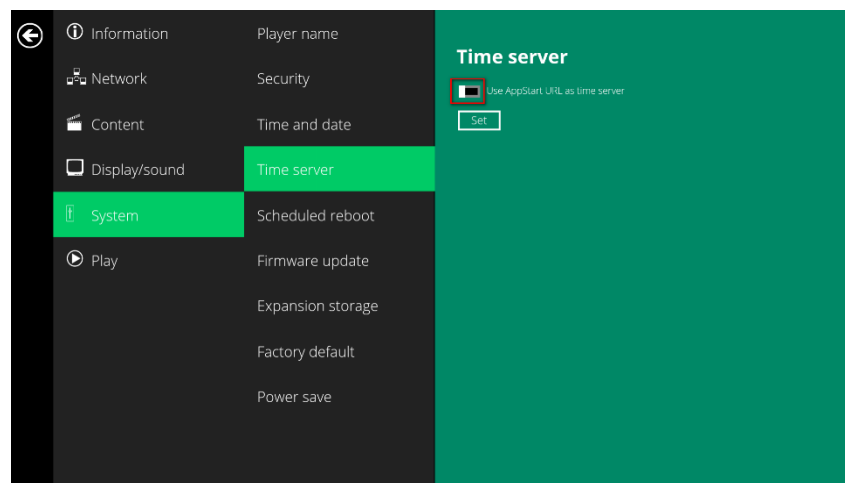 Information
Network
Content
Display/sound
System
Play
Player name
Security
Time and date
Time server
Scheduled reboot
Firmware update
Expansion storage
Factory default
Power save
Time server
Use AppStart URL as time server
Set